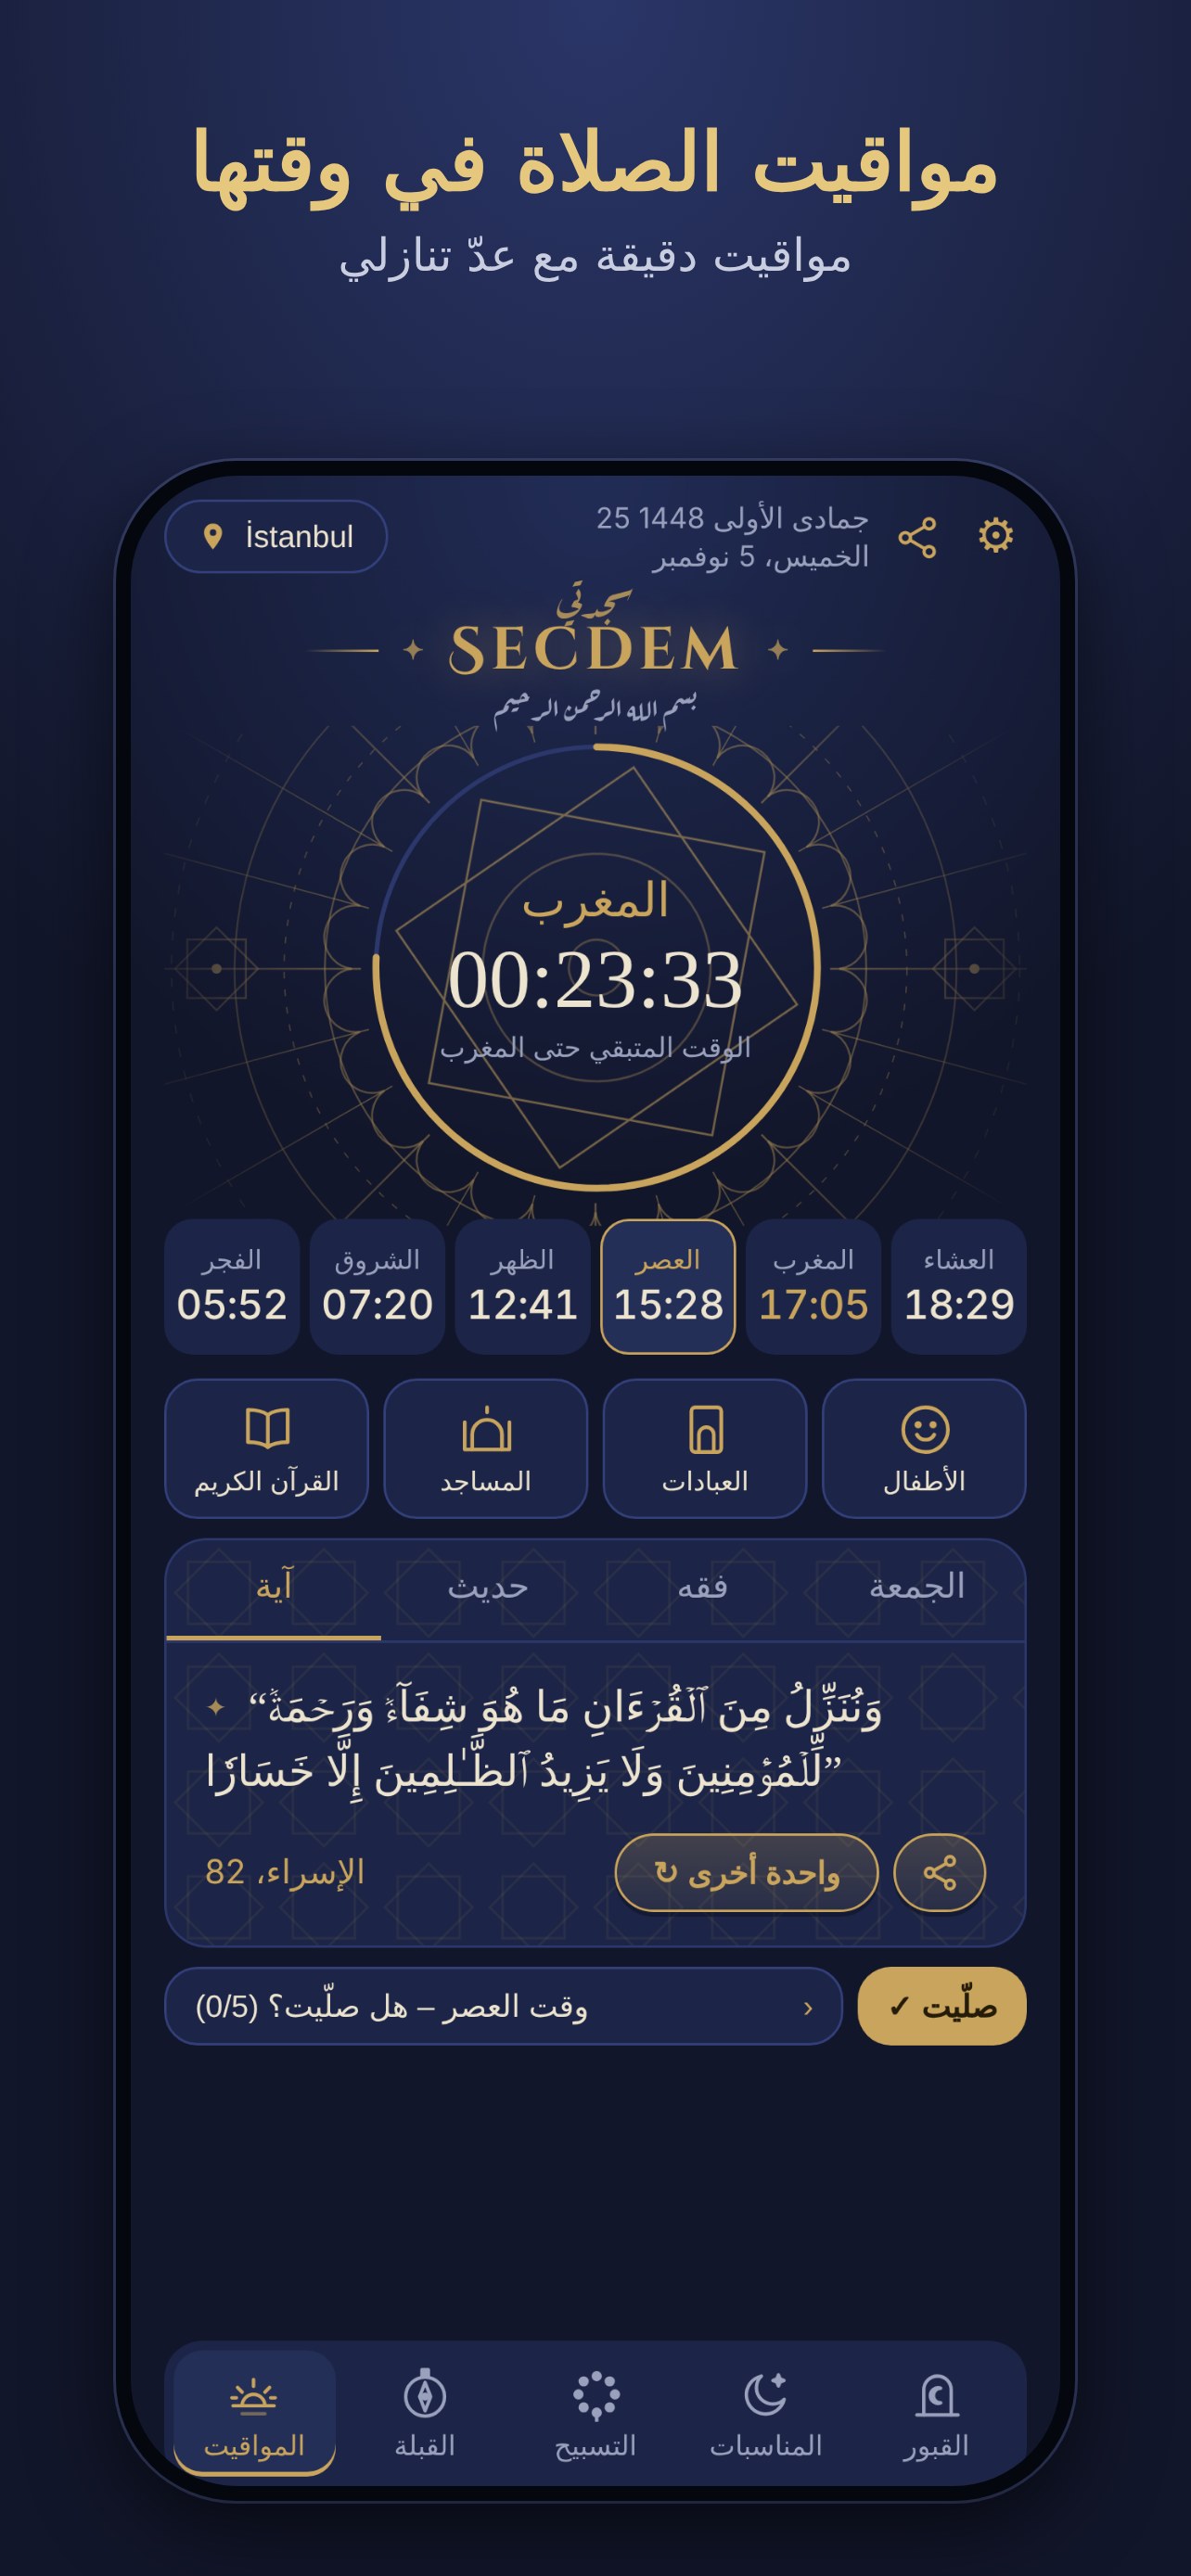 مواقيت الصلاة في وقتها
مواقيت دقيقة مع عدّ تنازلي
İstanbul
25 جمادى الأولى 1448
الخميس، 5 نوفمبر
سجدتي
SECDEM
بسم الله الرحمن الرحيم
المغرب
00:23:33
الوقت المتبقي حتى المغرب
الفجر
05:52
الشروق
07:20
الظهر
12:41
العصر
15:28
المغرب
17:05
العشاء
18:29
القرآن الكريم
المساجد
العبادات
الأطفال
آية
حديث
فقه
الجمعة
“وَنُنَزِّلُ مِنَ ٱلْقُرْءَانِ مَا هُوَ شِفَآءٌ وَرَحْمَةٌ
لِّلْمُؤْمِنِينَ وَلَا يَزِيدُ ٱلظَّـٰلِمِينَ إِلَّا خَسَارًا”
الإسراء، 82
واحدة أخرى ↻
وقت العصر – هل صلّيت؟ (0/5) ›
صلّيت ✓
المواقيت
القبلة
التسبيح
المناسبات
القبور